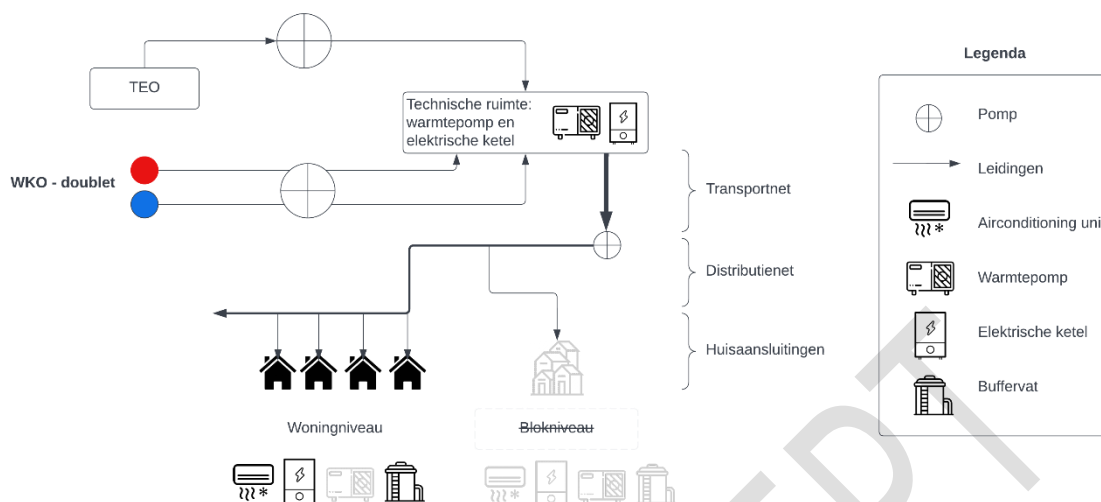 TEO
Technische ruimte:
warmtepomp en
elektrische ketel
WKO - doublet
Transportnet
Distributienet
Huisaansluitingen
Woningniveau
Blokniveau
Legenda
Pomp
Leidingen
Airconditioning uni
Warmtepomp
Elektrische ketel
Buffervat
EDT